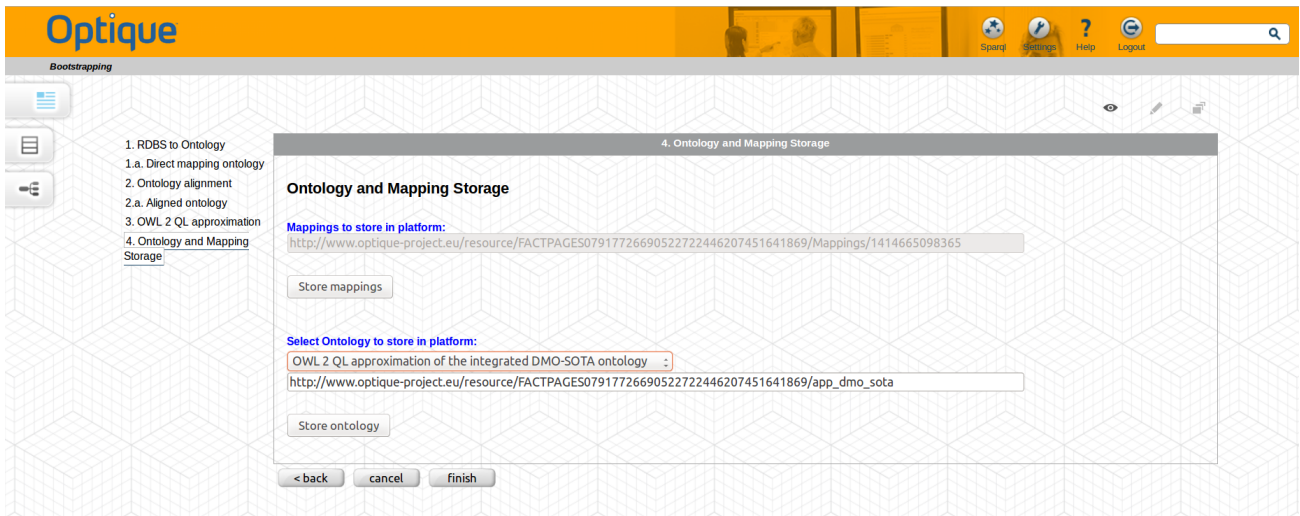 Optique
Sparql
Settings
Help
Logout
Bootstrapping
1. RDBS to Ontology
1.a. Direct mapping ontology
2. Ontology alignment
2.a. Aligned ontology
3. OWL 2 QL approximation
4. Ontology and Mapping
Storage
4. Ontology and Mapping Storage
Ontology and Mapping Storage
Mappings to store in platform:
http://www.optique-project.eu/resource/FACTPAGES07917726690522722446207451641869/Mappings/1414665098365
Store mappings
Select Ontology to store in platform:
OWL 2 QL approximation of the integrated DMO-SOTA ontology
http://www.optique-project.eu/resource/FACTPAGES07917726690522722446207451641869/app_dmo_sota
Store ontology
< back
cancel
finish